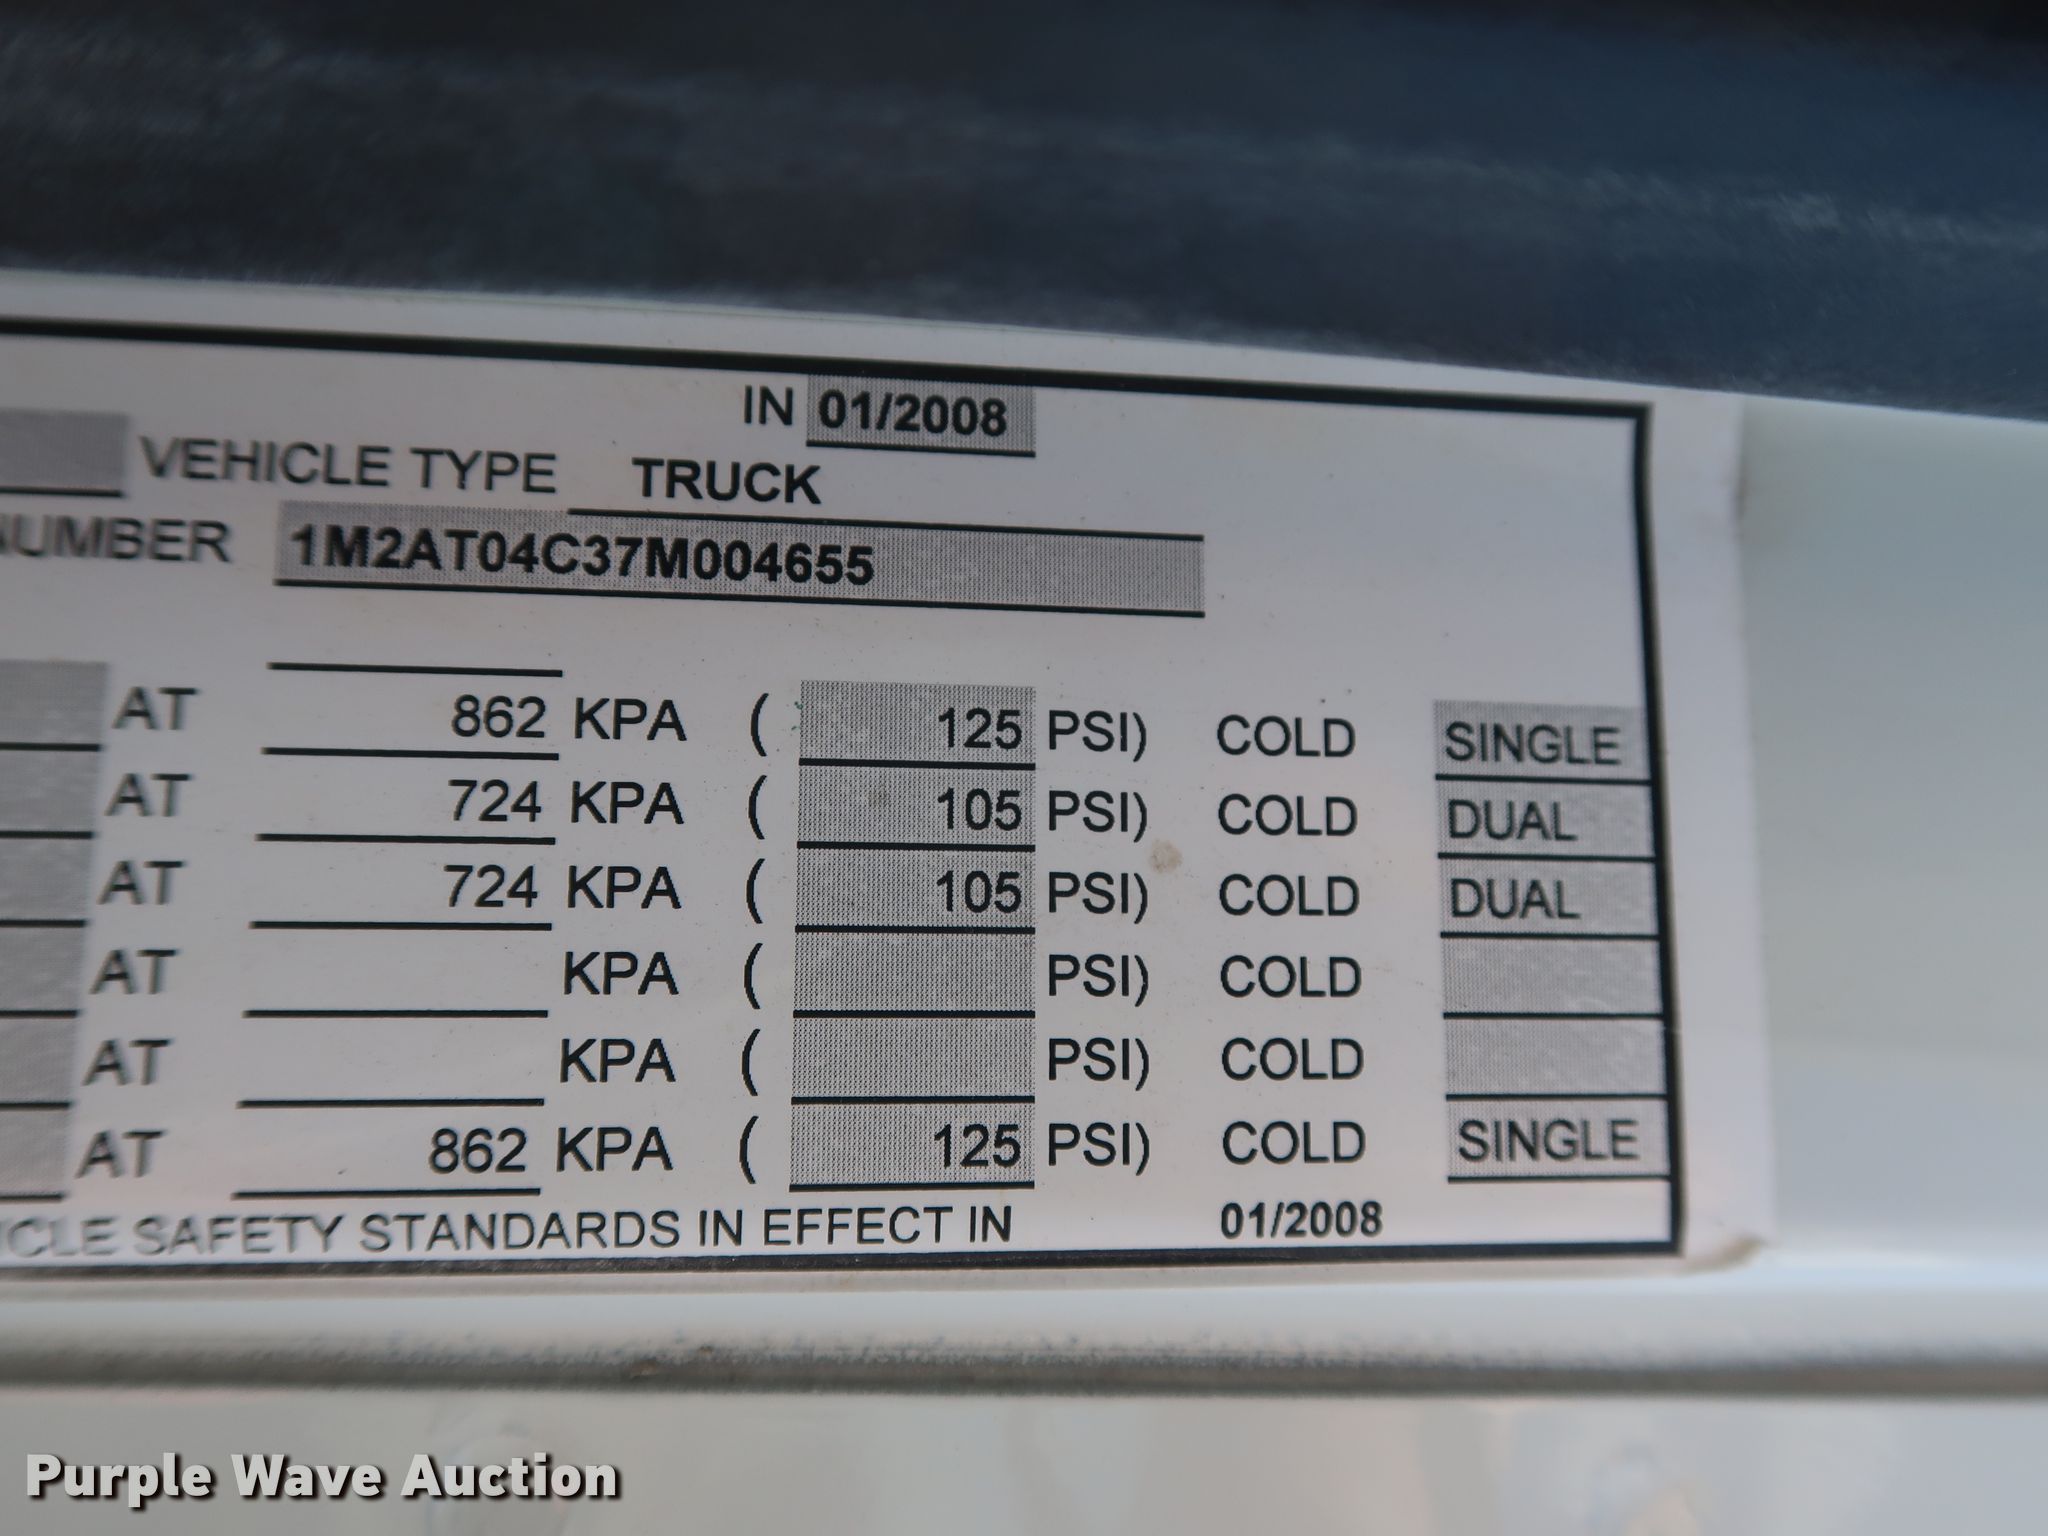 IN 01/2008
VEHICLE TYPE TRUCK
NUMBER 1M2AT04C37M004655
AT 862 KPA ( 125 PSI) COLD SINGLE
AT 724 KPA ( 105 PSI) COLD DUAL
AT 724 KPA ( 105 PSI) COLD DUAL
AT KPA ( PSI) COLD
AT KPA ( PSI) COLD
AT 862 KPA ( 125 PSI) COLD SINGLE
ICLE SAFETY STANDARDS IN EFFECT IN 01/2008
Purple Wave Auction